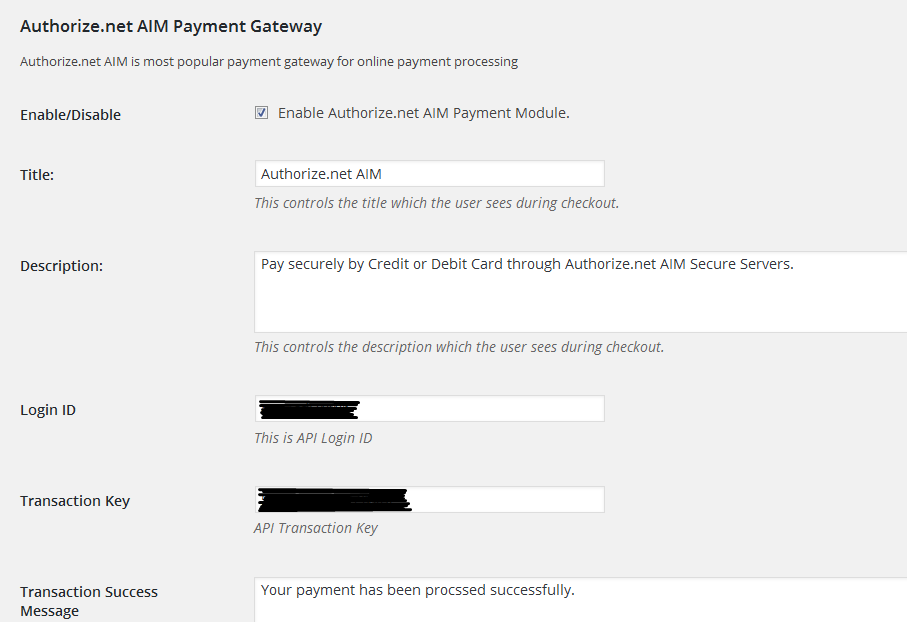 Authorize.net AIM Payment Gateway
Authorize.net AIM is most popular payment gateway for online payment processing
Enable/Disable
Enable Authorize.net AIM Payment Module.
Title:
Authorize.net AIM
This controls the title which the user sees during checkout.
Description:
Pay securely by Credit or Debit Card through Authorize.net AIM Secure Servers.
This controls the description which the user sees during checkout.
Login ID
This is API Login ID
Transaction Key
API Transaction Key
Transaction Success
Message
Your payment has been procssed successfully.